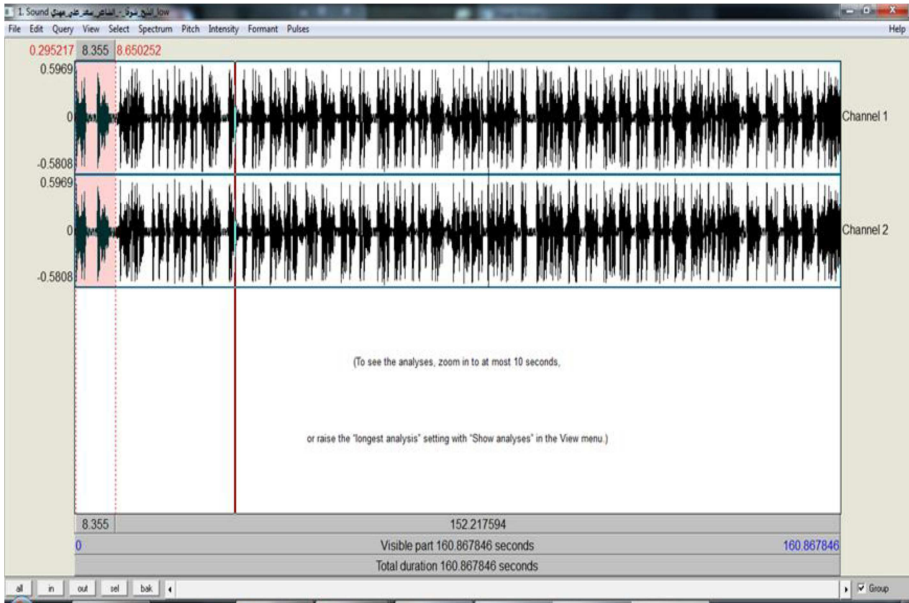 1. Sound الشيخ_نبرة_-_الشاعر_سعد_علي_مهدي_low
File Edit Query View Select Spectrum Pitch Intensity Formant Pulses Help
0.295217 8.355 8.650252
0.5969
0
-0.5808
Channel 1
0.5969
0
-0.5808
Channel 2
(To see the analyses, zoom in to at most 10 seconds,
or raise the "longest analysis" setting with "Show analyses" in the View menu.)
8.355 152.217594
0 Visible part 160.867846 seconds 160.867846
Total duration 160.867846 seconds
all in out sel bak Group